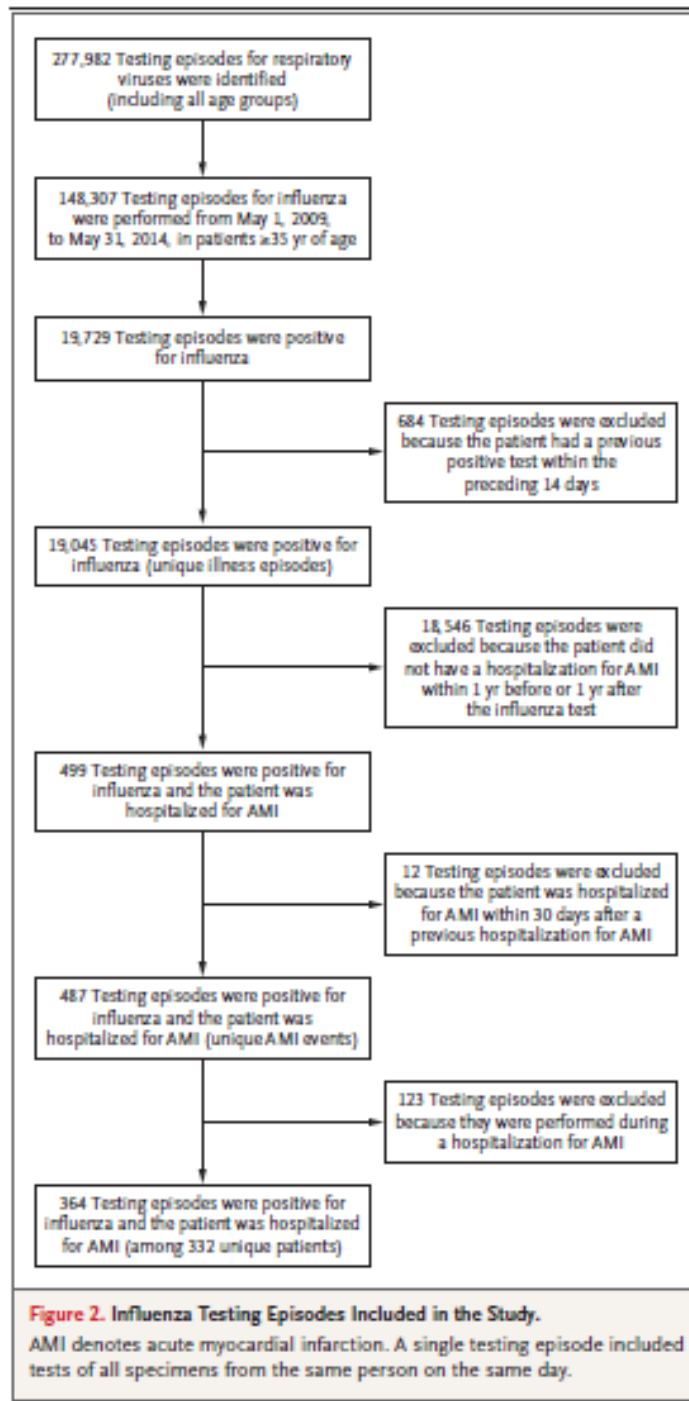 277,982 Testing episodes for respiratory
viruses were identified
(including all age groups)
148,307 Testing episodes for influenza
were performed from May 1, 2009,
to May 31, 2014, in patients ≥35 yr of age
19,729 Testing episodes were positive
for influenza
684 Testing episodes were excluded
because the patient had a previous
positive test within the
preceding 14 days
19,045 Testing episodes were positive for
influenza (unique illness episodes)
18,546 Testing episodes were
excluded because the patient did
not have a hospitalization for AMI
within 1 yr before or 1 yr after
the influenza test
499 Testing episodes were positive for
influenza and the patient was
hospitalized for AMI
12 Testing episodes were excluded
because the patient was hospitalized
for AMI within 30 days after a
previous hospitalization for AMI
487 Testing episodes were positive for
influenza and the patient was
hospitalized for AMI (unique AMI events)
123 Testing episodes were excluded
because they were performed during
a hospitalization for AMI
364 Testing episodes were positive for
influenza and the patient was hospitalized
for AMI (among 332 unique patients)
Figure 2. Influenza Testing Episodes Included in the Study.
AMI denotes acute myocardial infarction. A single testing episode included
tests of all specimens from the same person on the same day.